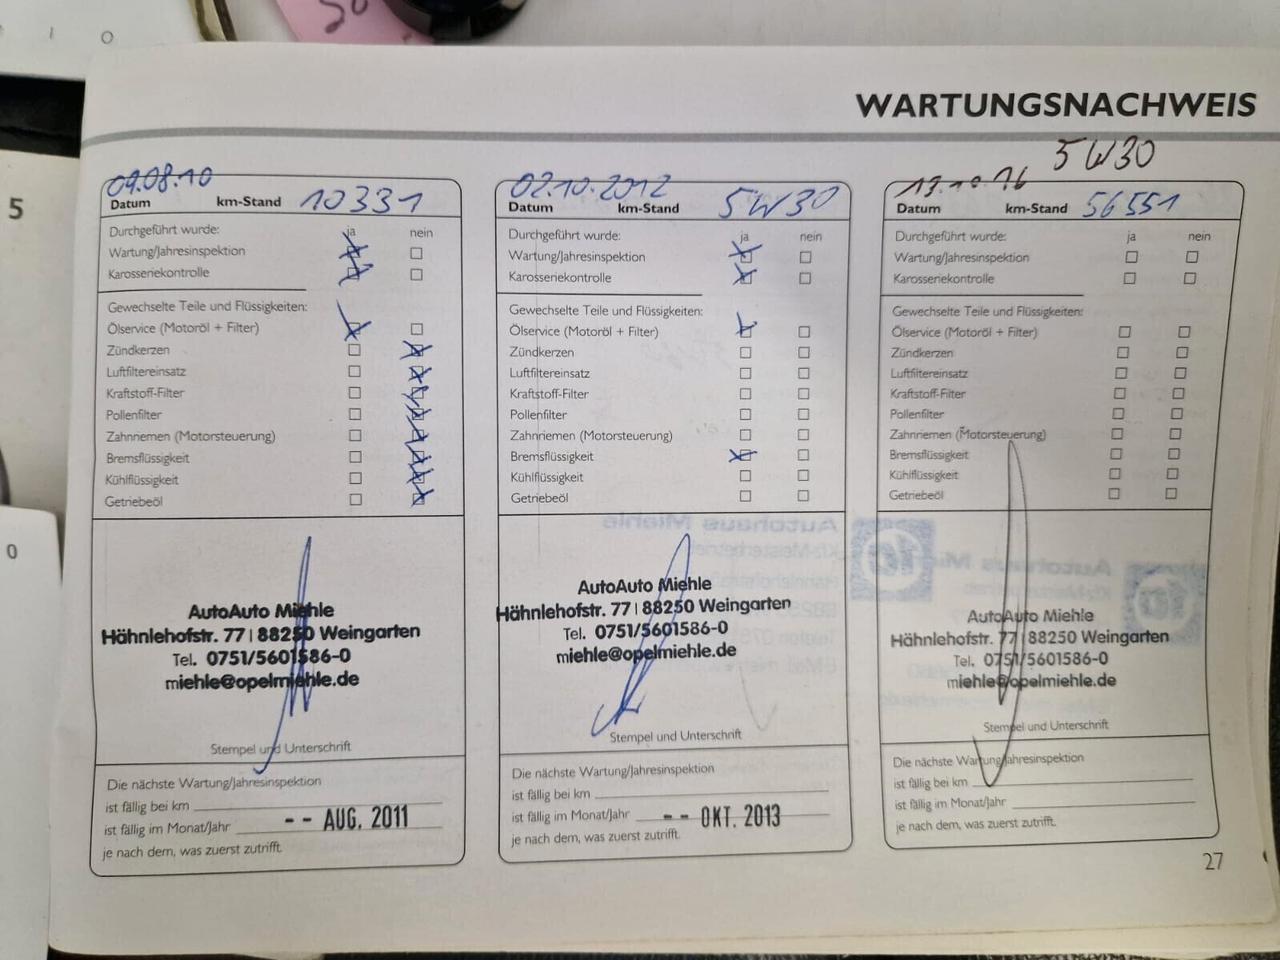 WARTUNGSNACHWEIS
09.08.10
Datum km-Stand 10331
Durchgeführt wurde: ja nein
Wartung/Jahresinspektion
Karosseriekontrolle
Gewechselte Teile und Flüssigkeiten:
Ölservice (Motoröl + Filter)
Zündkerzen
Luftfiltereinsatz
Kraftstoff-Filter
Pollenfilter
Zahnriemen (Motorsteuerung)
Bremsflüssigkeit
Kühlflüssigkeit
Getriebeöl
AutoAuto Miehle
Hähnlehofstr. 77 | 88250 Weingarten
Tel. 0751/5601586-0
miehle@opelmiehle.de
Stempel und Unterschrift
Die nächste Wartung/Jahresinspektion
ist fällig bei km
ist fällig im Monat/Jahr -- AUG. 2011
je nach dem, was zuerst zutrifft.
02.10.2012
Datum km-Stand 5W30
Durchgeführt wurde: ja nein
Wartung/Jahresinspektion
Karosseriekontrolle
Gewechselte Teile und Flüssigkeiten:
Ölservice (Motoröl + Filter)
Zündkerzen
Luftfiltereinsatz
Kraftstoff-Filter
Pollenfilter
Zahnriemen (Motorsteuerung)
Bremsflüssigkeit
Kühlflüssigkeit
Getriebeöl
AutoAuto Miehle
Hähnlehofstr. 77 | 88250 Weingarten
Tel. 0751/5601586-0
miehle@opelmiehle.de
Stempel und Unterschrift
Die nächste Wartung/Jahresinspektion
ist fällig bei km
ist fällig im Monat/Jahr -- OKT. 2013
je nach dem, was zuerst zutrifft.
5W30
13.10.16
Datum km-Stand 56551
Durchgeführt wurde: ja nein
Wartung/Jahresinspektion
Karosseriekontrolle
Gewechselte Teile und Flüssigkeiten:
Ölservice (Motoröl + Filter)
Zündkerzen
Luftfiltereinsatz
Kraftstoff-Filter
Pollenfilter
Zahnriemen (Motorsteuerung)
Bremsflüssigkeit
Kühlflüssigkeit
Getriebeöl
AutoAuto Miehle
Hähnlehofstr. 77 | 88250 Weingarten
Tel. 0751/5601586-0
miehle@opelmiehle.de
Stempel und Unterschrift
Die nächste Wartung/Jahresinspektion
ist fällig bei km
ist fällig im Monat/Jahr
je nach dem, was zuerst zutrifft.
27
5
0